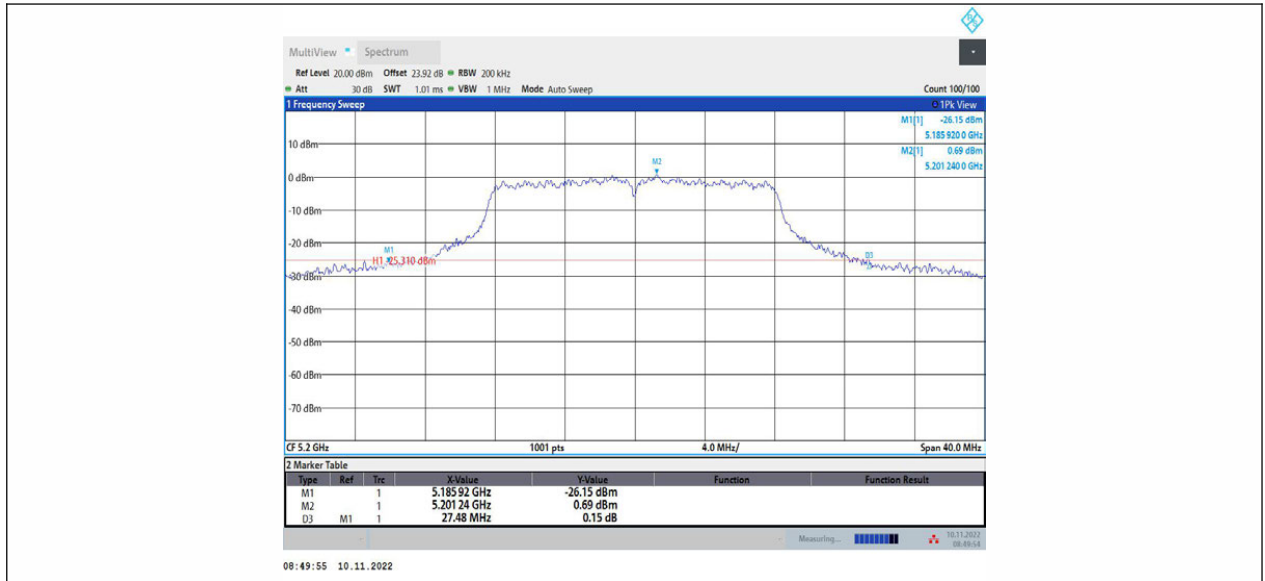 MultiView Spectrum
Ref Level 20.00 dBm Offset 23.92 dB RBW 200 kHz
Att 30 dB SWT 1.01 ms VBW 1 MHz Mode Auto Sweep Count 100/100
1 Frequency Sweep 1Pk View
M1[1] -26.15 dBm
5.185 920 0 GHz
M2[1] 0.69 dBm
5.201 240 0 GHz
10 dBm
M2
0 dBm
-10 dBm
-20 dBm
M1
D3
H1 -25.310 dBm
-30 dBm
-40 dBm
-50 dBm
-60 dBm
-70 dBm
CF 5.2 GHz 1001 pts 4.0 MHz/ Span 40.0 MHz
2 Marker Table
Type Ref Trc X-Value Y-Value Function Function Result
M1 1 5.185 92 GHz -26.15 dBm
M2 1 5.201 24 GHz 0.69 dBm
D3 M1 1 27.48 MHz 0.15 dB
Measuring... 10.11.2022
08:49:54
08:49:55 10.11.2022